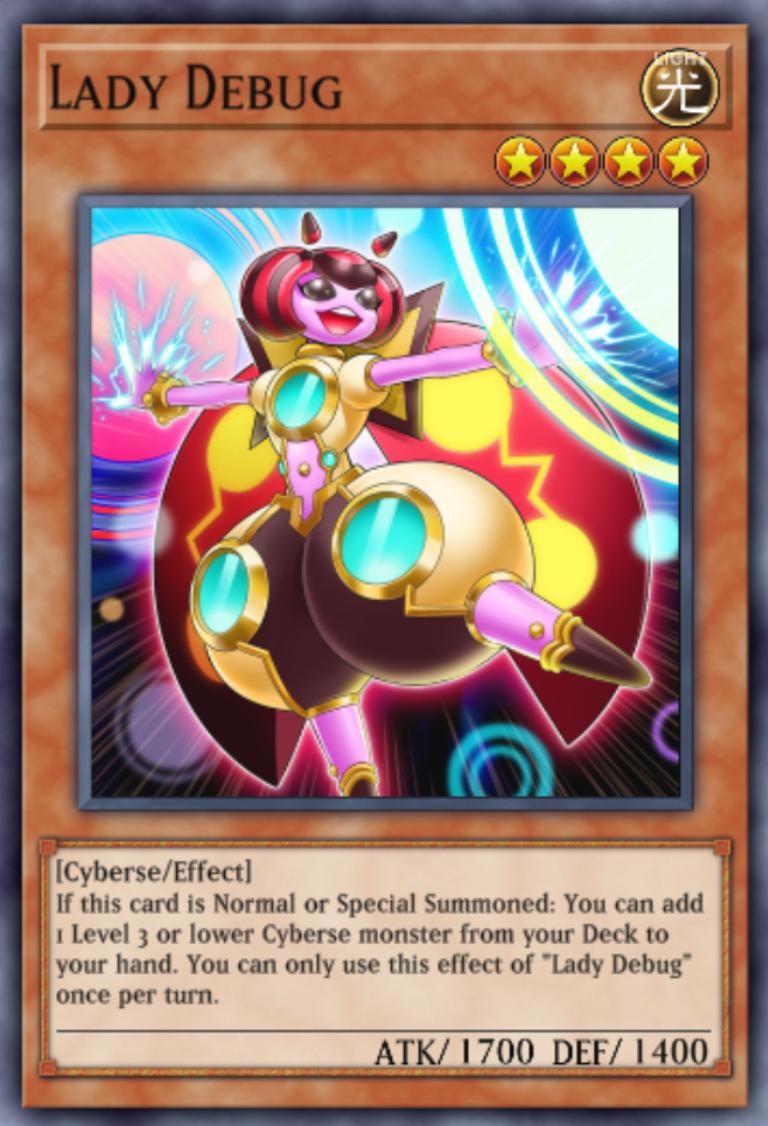 LADY DEBUG
LIGHT
光
[Cyberse/Effect]
If this card is Normal or Special Summoned: You can add
1 Level 3 or lower Cyberse monster from your Deck to
your hand. You can only use this effect of "Lady Debug"
once per turn.
ATK/ 1700 DEF/ 1400